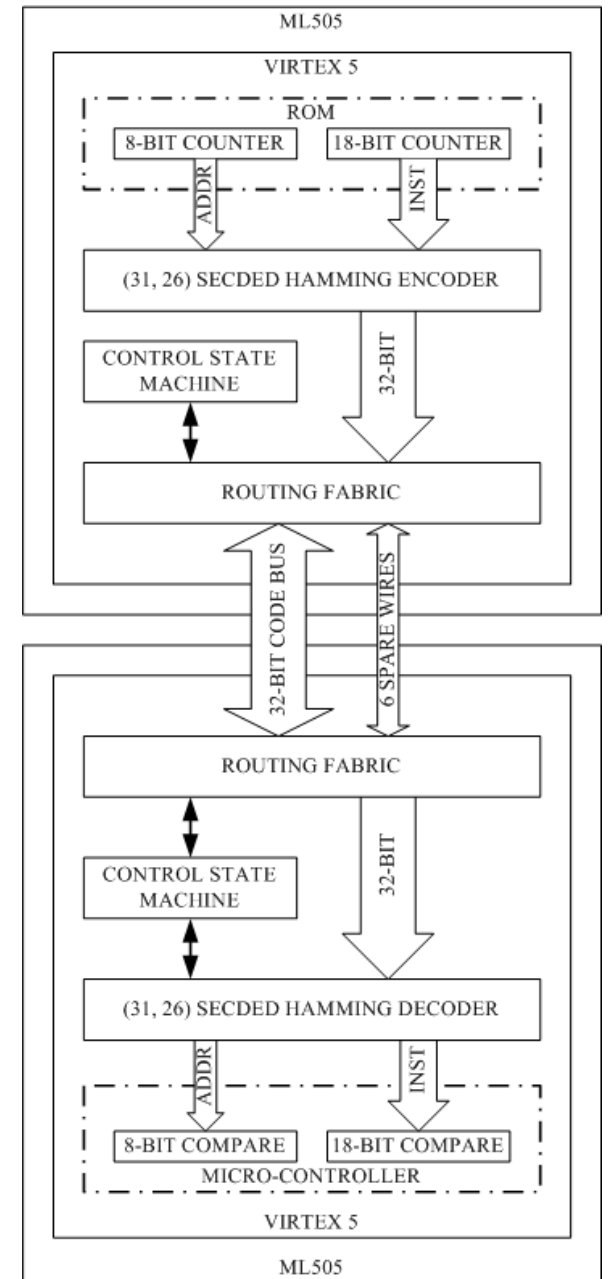 ML505
VIRTEX 5
ROM
8-BIT COUNTER
18-BIT COUNTER
ADDR
INST
(31, 26) SECDED HAMMING ENCODER
CONTROL STATE
MACHINE
32-BIT
ROUTING FABRIC
32-BIT CODE BUS
6 SPARE WIRES
ROUTING FABRIC
CONTROL STATE
MACHINE
32-BIT
(31, 26) SECDED HAMMING DECODER
ADDR
INST
8-BIT COMPARE
18-BIT COMPARE
MICRO-CONTROLLER
VIRTEX 5
ML505